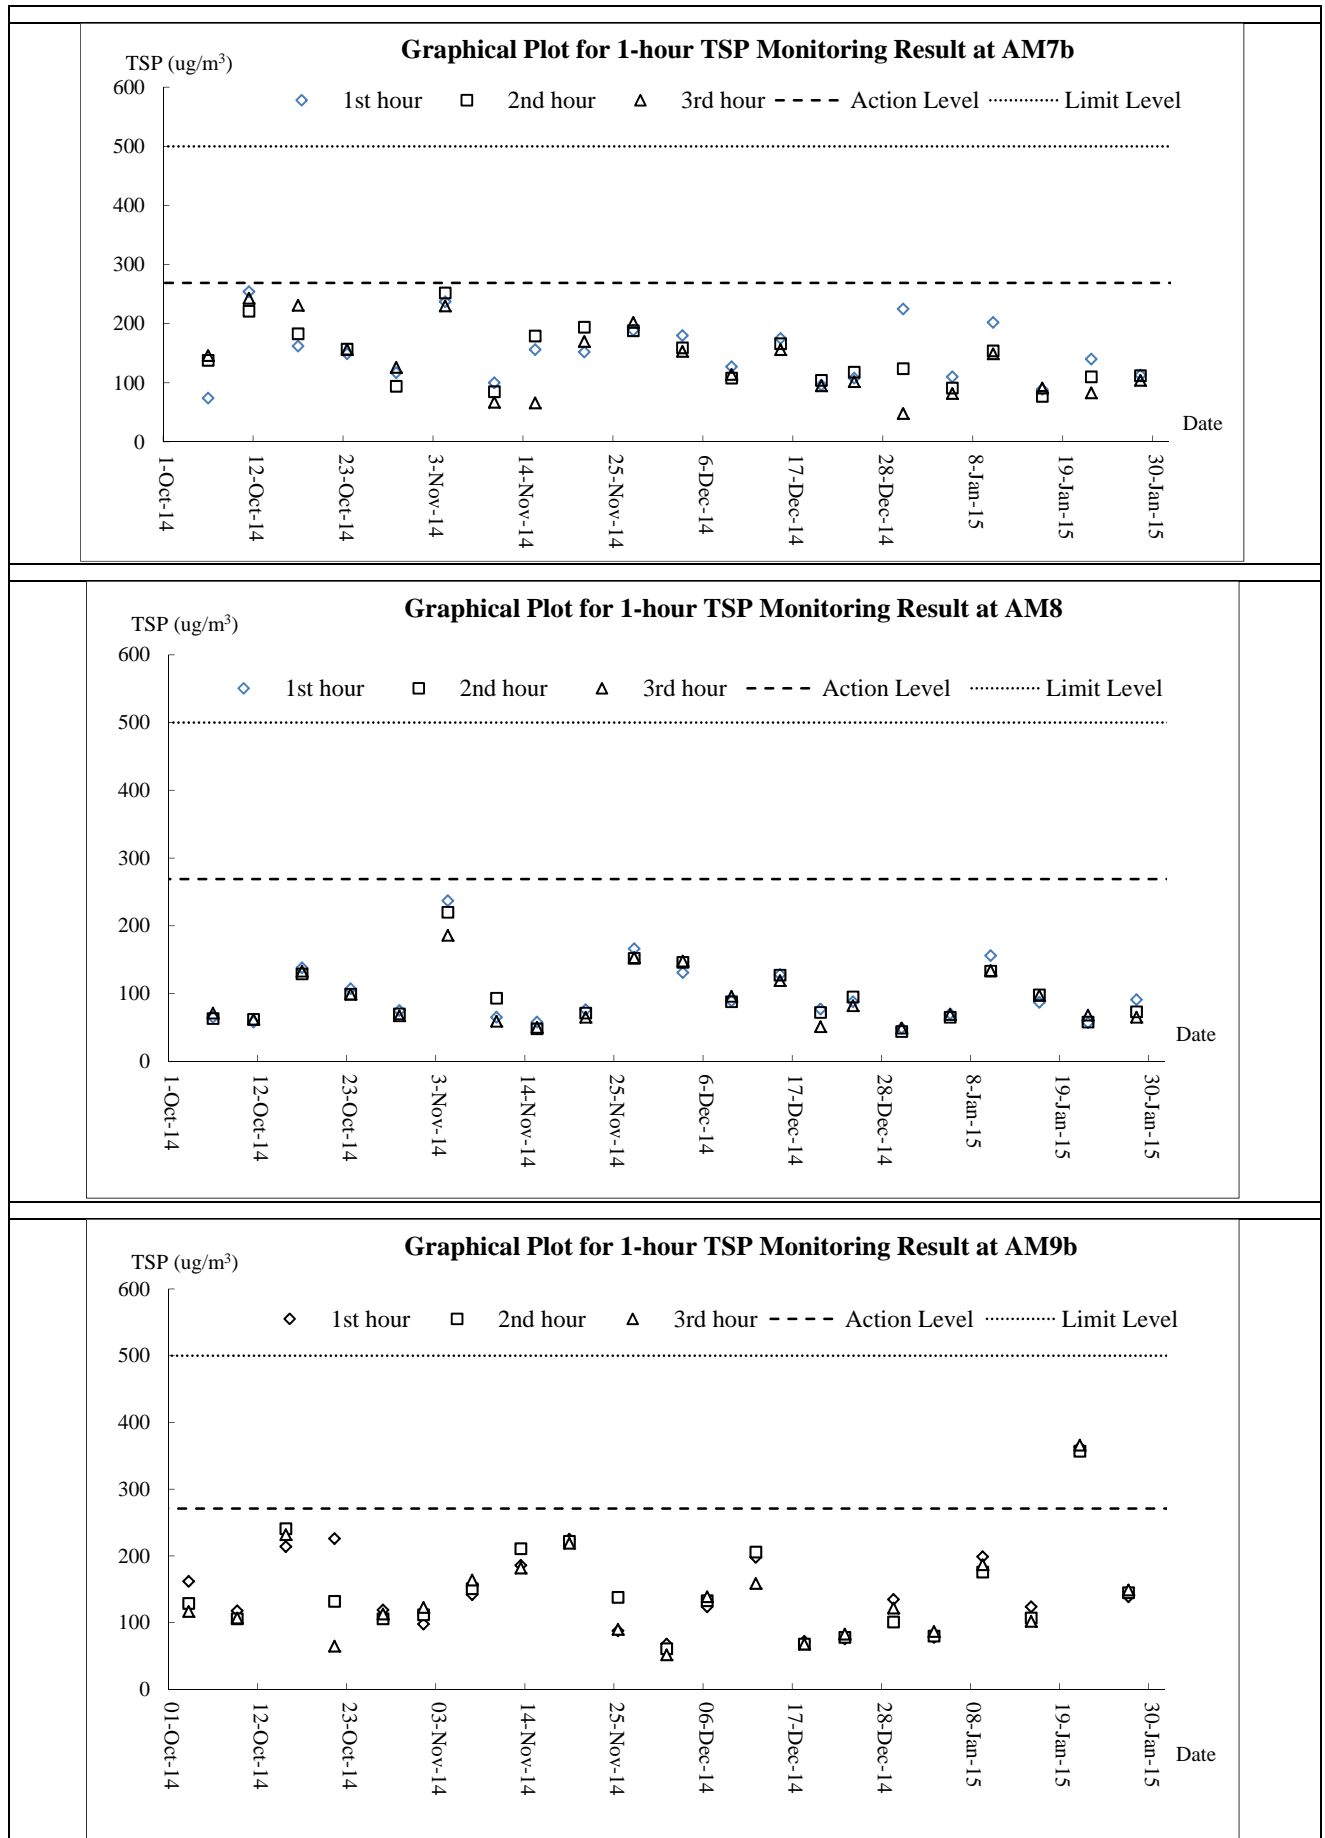 Graphical Plot for 1-hour TSP Monitoring Result at AM7b
TSP (ug/m³)
1st hour 2nd hour 3rd hour Action Level Limit Level
600
500
400
300
200
100
0
Date
1-Oct-14 12-Oct-14 23-Oct-14 3-Nov-14 14-Nov-14 25-Nov-14 6-Dec-14 17-Dec-14 28-Dec-14 8-Jan-15 19-Jan-15 30-Jan-15
Graphical Plot for 1-hour TSP Monitoring Result at AM8
TSP (ug/m³)
600
1st hour 2nd hour 3rd hour Action Level Limit Level
500
400
300
200
100
0
Date
1-Oct-14 12-Oct-14 23-Oct-14 3-Nov-14 14-Nov-14 25-Nov-14 6-Dec-14 17-Dec-14 28-Dec-14 8-Jan-15 19-Jan-15 30-Jan-15
Graphical Plot for 1-hour TSP Monitoring Result at AM9b
TSP (ug/m³)
600
1st hour 2nd hour 3rd hour Action Level Limit Level
500
400
300
200
100
0
01-Oct-14 12-Oct-14 23-Oct-14 03-Nov-14 14-Nov-14 25-Nov-14 06-Dec-14 17-Dec-14 28-Dec-14 08-Jan-15 19-Jan-15 30-Jan-15
Date